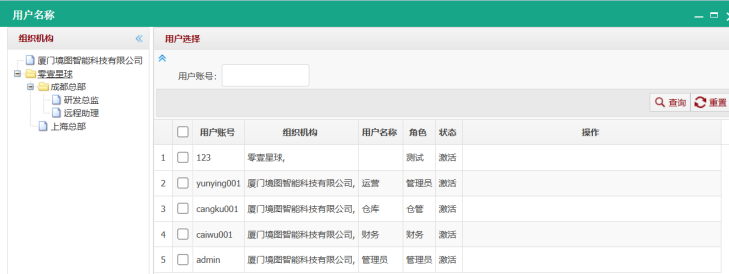 用户名称
组织机构
厦门境图智能科技有限公司
零壹星球
成都总部
研发总监
远程助理
上海总部
用户选择
用户账号：
查询 重置
用户账号 组织机构 用户名称 角色 状态 操作
1 123 零壹星球, 测试 激活
2 yunying001 厦门境图智能科技有限公司, 运营 管理员 激活
3 cangku001 厦门境图智能科技有限公司, 仓库 仓管 激活
4 caiwu001 厦门境图智能科技有限公司, 财务 财务 激活
5 admin 厦门境图智能科技有限公司, 管理员 管理员 激活